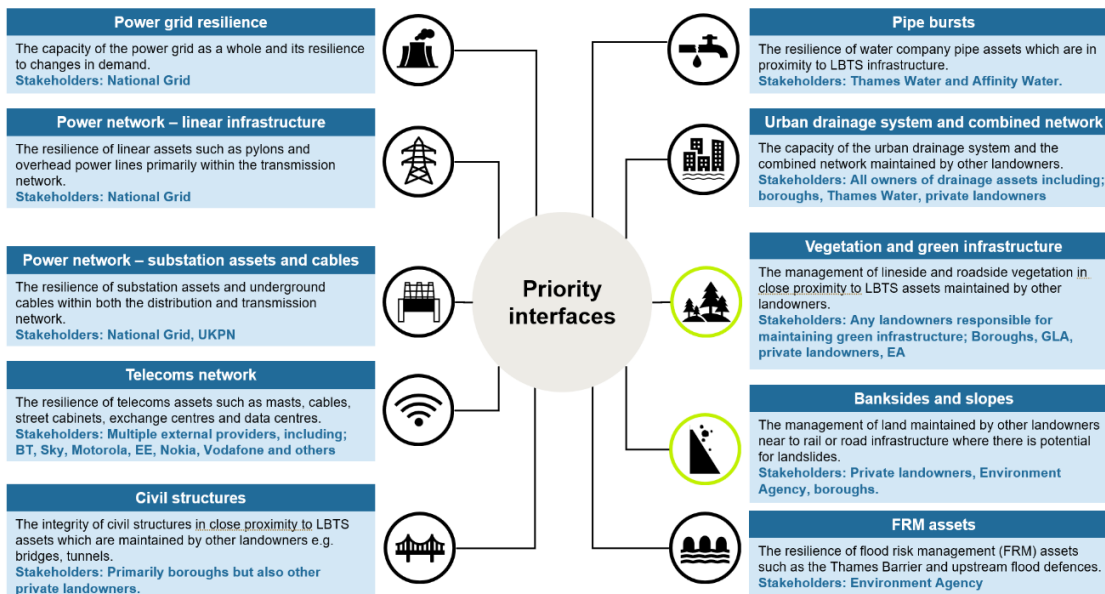 Power grid resilience
The capacity of the power grid as a whole and its resilience
to changes in demand.
Stakeholders: National Grid
Power network – linear infrastructure
The resilience of linear assets such as pylons and
overhead power lines primarily within the transmission
network.
Stakeholders: National Grid
Power network – substation assets and cables
The resilience of substation assets and underground
cables within both the distribution and transmission
network.
Stakeholders: National Grid, UKPN
Telecoms network
The resilience of telecoms assets such as masts, cables,
street cabinets, exchange centres and data centres.
Stakeholders: Multiple external providers, including;
BT, Sky, Motorola, EE, Nokia, Vodafone and others
Civil structures
The integrity of civil structures in close proximity to LBTS
assets which are maintained by other landowners e.g.
bridges, tunnels.
Stakeholders: Primarily boroughs but also other
private landowners.
Priority
interfaces
Pipe bursts
The resilience of water company pipe assets which are in
proximity to LBTS infrastructure.
Stakeholders: Thames Water and Affinity Water.
Urban drainage system and combined network
The capacity of the urban drainage system and the
combined network maintained by other landowners.
Stakeholders: All owners of drainage assets including;
boroughs, Thames Water, private landowners
Vegetation and green infrastructure
The management of lineside and roadside vegetation in
close proximity to LBTS assets maintained by other
landowners.
Stakeholders: Any landowners responsible for
maintaining green infrastructure; Boroughs, GLA,
private landowners, EA
Banksides and slopes
The management of land maintained by other landowners
near to rail or road infrastructure where there is potential
for landslides.
Stakeholders: Private landowners, Environment
Agency, boroughs.
FRM assets
The resilience of flood risk management (FRM) assets
such as the Thames Barrier and upstream flood defences.
Stakeholders: Environment Agency